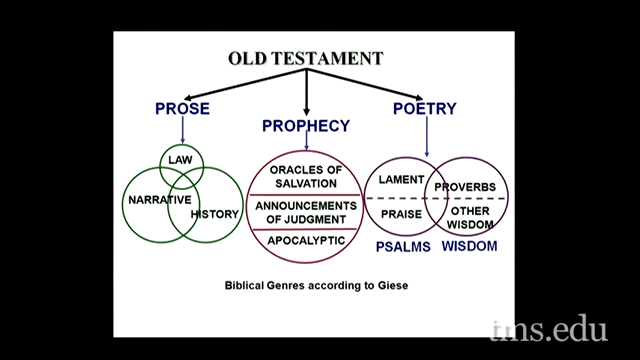 OLD TESTAMENT
PROSE
PROPHECY
POETRY
LAW
NARRATIVE
HISTORY
ORACLES OF
SALVATION
ANNOUNCEMENTS
OF JUDGMENT
APOCALYPTIC
LAMENT
PRAISE
PROVERBS
OTHER
WISDOM
PSALMS
WISDOM
Biblical Genres according to Giese
tms.edu